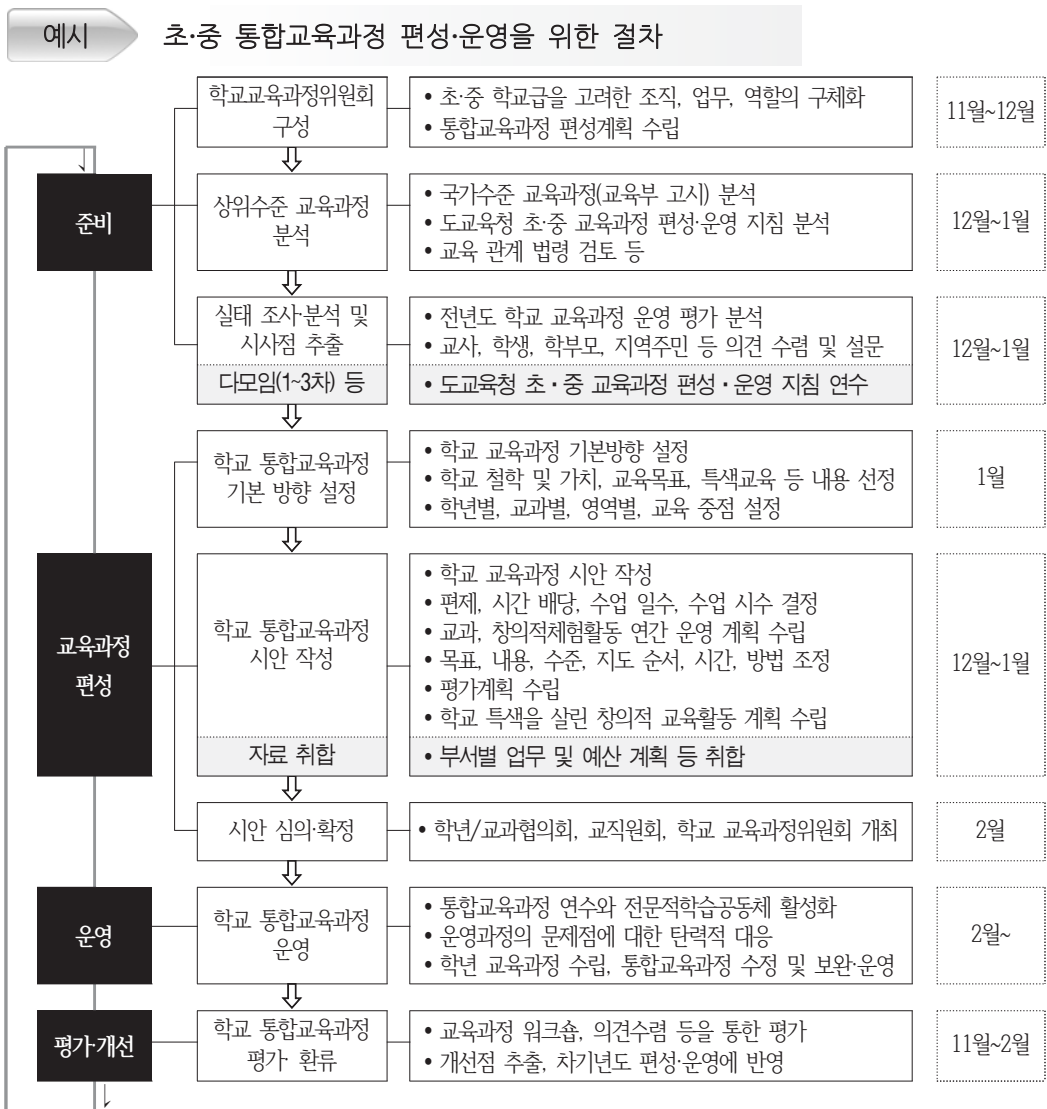 예시
초·중 통합교육과정 편성·운영을 위한 절차
준비
학교교육과정위원회
구성
• 초·중 학교급을 고려한 조직, 업무, 역할의 구체화
• 통합교육과정 편성계획 수립
11월~12월
상위수준 교육과정
분석
• 국가수준 교육과정(교육부 고시) 분석
• 도교육청 초·중 교육과정 편성·운영 지침 분석
• 교육 관계 법령 검토 등
12월~1월
실태 조사·분석 및
시사점 추출
• 전년도 학교 교육과정 운영 평가 분석
• 교사, 학생, 학부모, 지역주민 등 의견 수렴 및 설문
12월~1월
다모임(1~3차) 등
• 도교육청 초·중 교육과정 편성·운영 지침 연수
교육과정
편성
학교 통합교육과정
기본 방향 설정
• 학교 교육과정 기본방향 설정
• 학교 철학 및 가치, 교육목표, 특색교육 등 내용 선정
• 학년별, 교과별, 영역별, 교육 중점 설정
1월
학교 통합교육과정
시안 작성
• 학교 교육과정 시안 작성
• 편제, 시간 배당, 수업 일수, 수업 시수 결정
• 교과, 창의적체험활동 연간 운영 계획 수립
• 목표, 내용, 수준, 지도 순서, 시간, 방법 조정
• 평가계획 수립
• 학교 특색을 살린 창의적 교육활동 계획 수립
12월~1월
자료 취합
• 부서별 업무 및 예산 계획 등 취합
시안 심의·확정
• 학년/교과협의회, 교직원회, 학교 교육과정위원회 개최
2월
운영
학교 통합교육과정
운영
• 통합교육과정 연수와 전문적학습공동체 활성화
• 운영과정의 문제점에 대한 탄력적 대응
• 학년 교육과정 수립, 통합교육과정 수정 및 보완·운영
2월~
평가·개선
학교 통합교육과정
평가· 환류
• 교육과정 워크숍, 의견수렴 등을 통한 평가
• 개선점 추출, 차기년도 편성·운영에 반영
11월~2월